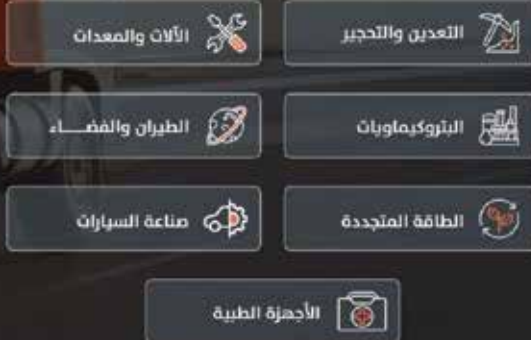 التعدين والتحجير
الآلات والمعدات
البتروكيماويات
الطيران والفضـــاء
الطاقة المتجددة
صناعة السيارات
الأجهزة الطبية